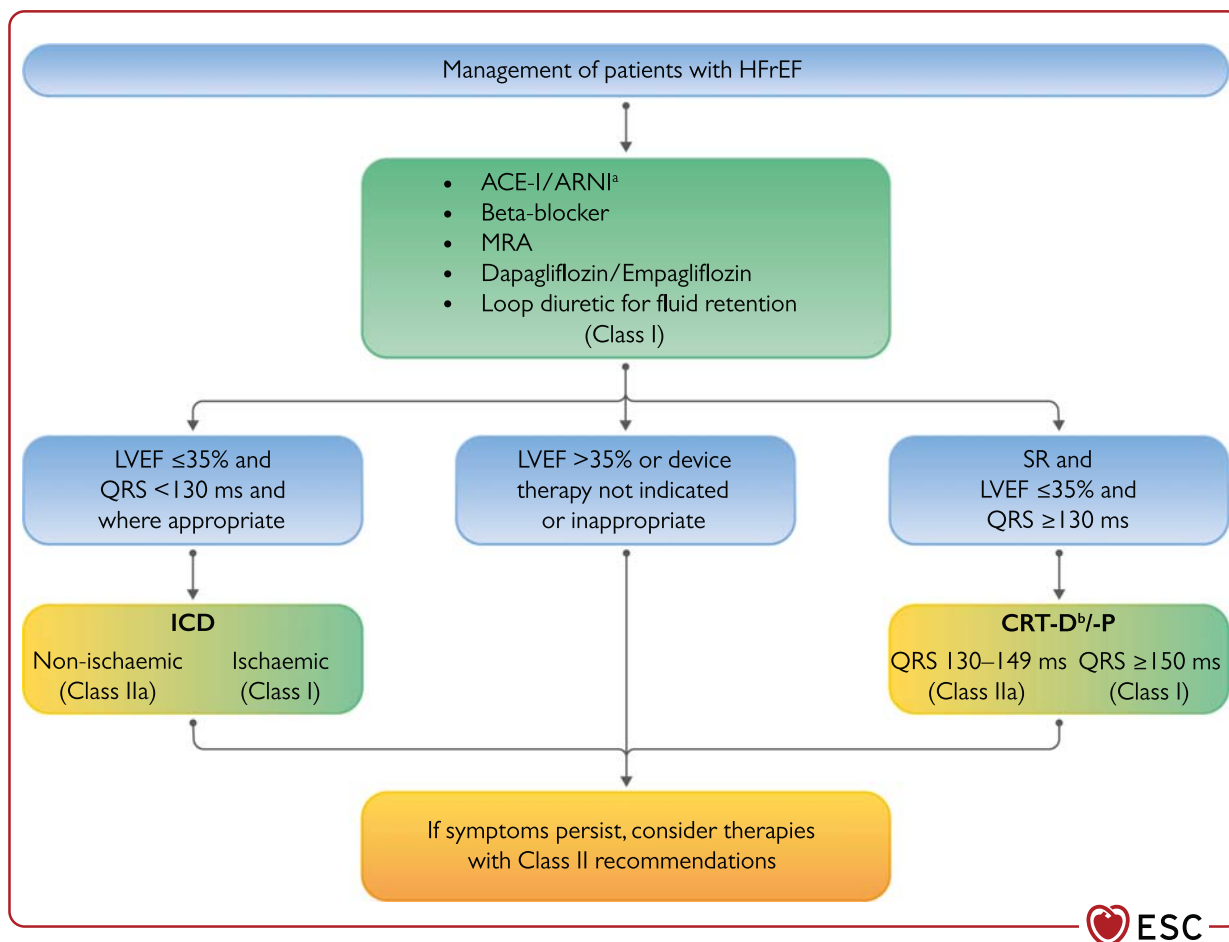 Management of patients with HFrEF
• ACE-I/ARNIᵃ
• Beta-blocker
• MRA
• Dapagliflozin/Empagliflozin
• Loop diuretic for fluid retention
(Class I)
LVEF ≤35% and
QRS <130 ms and
where appropriate
LVEF >35% or device
therapy not indicated
or inappropriate
SR and
LVEF ≤35% and
QRS ≥130 ms
ICD
Non-ischaemic
(Class IIa)
Ischaemic
(Class I)
CRT-Dᵇ/-P
QRS 130–149 ms
(Class IIa)
QRS ≥150 ms
(Class I)
If symptoms persist, consider therapies
with Class II recommendations
ESC